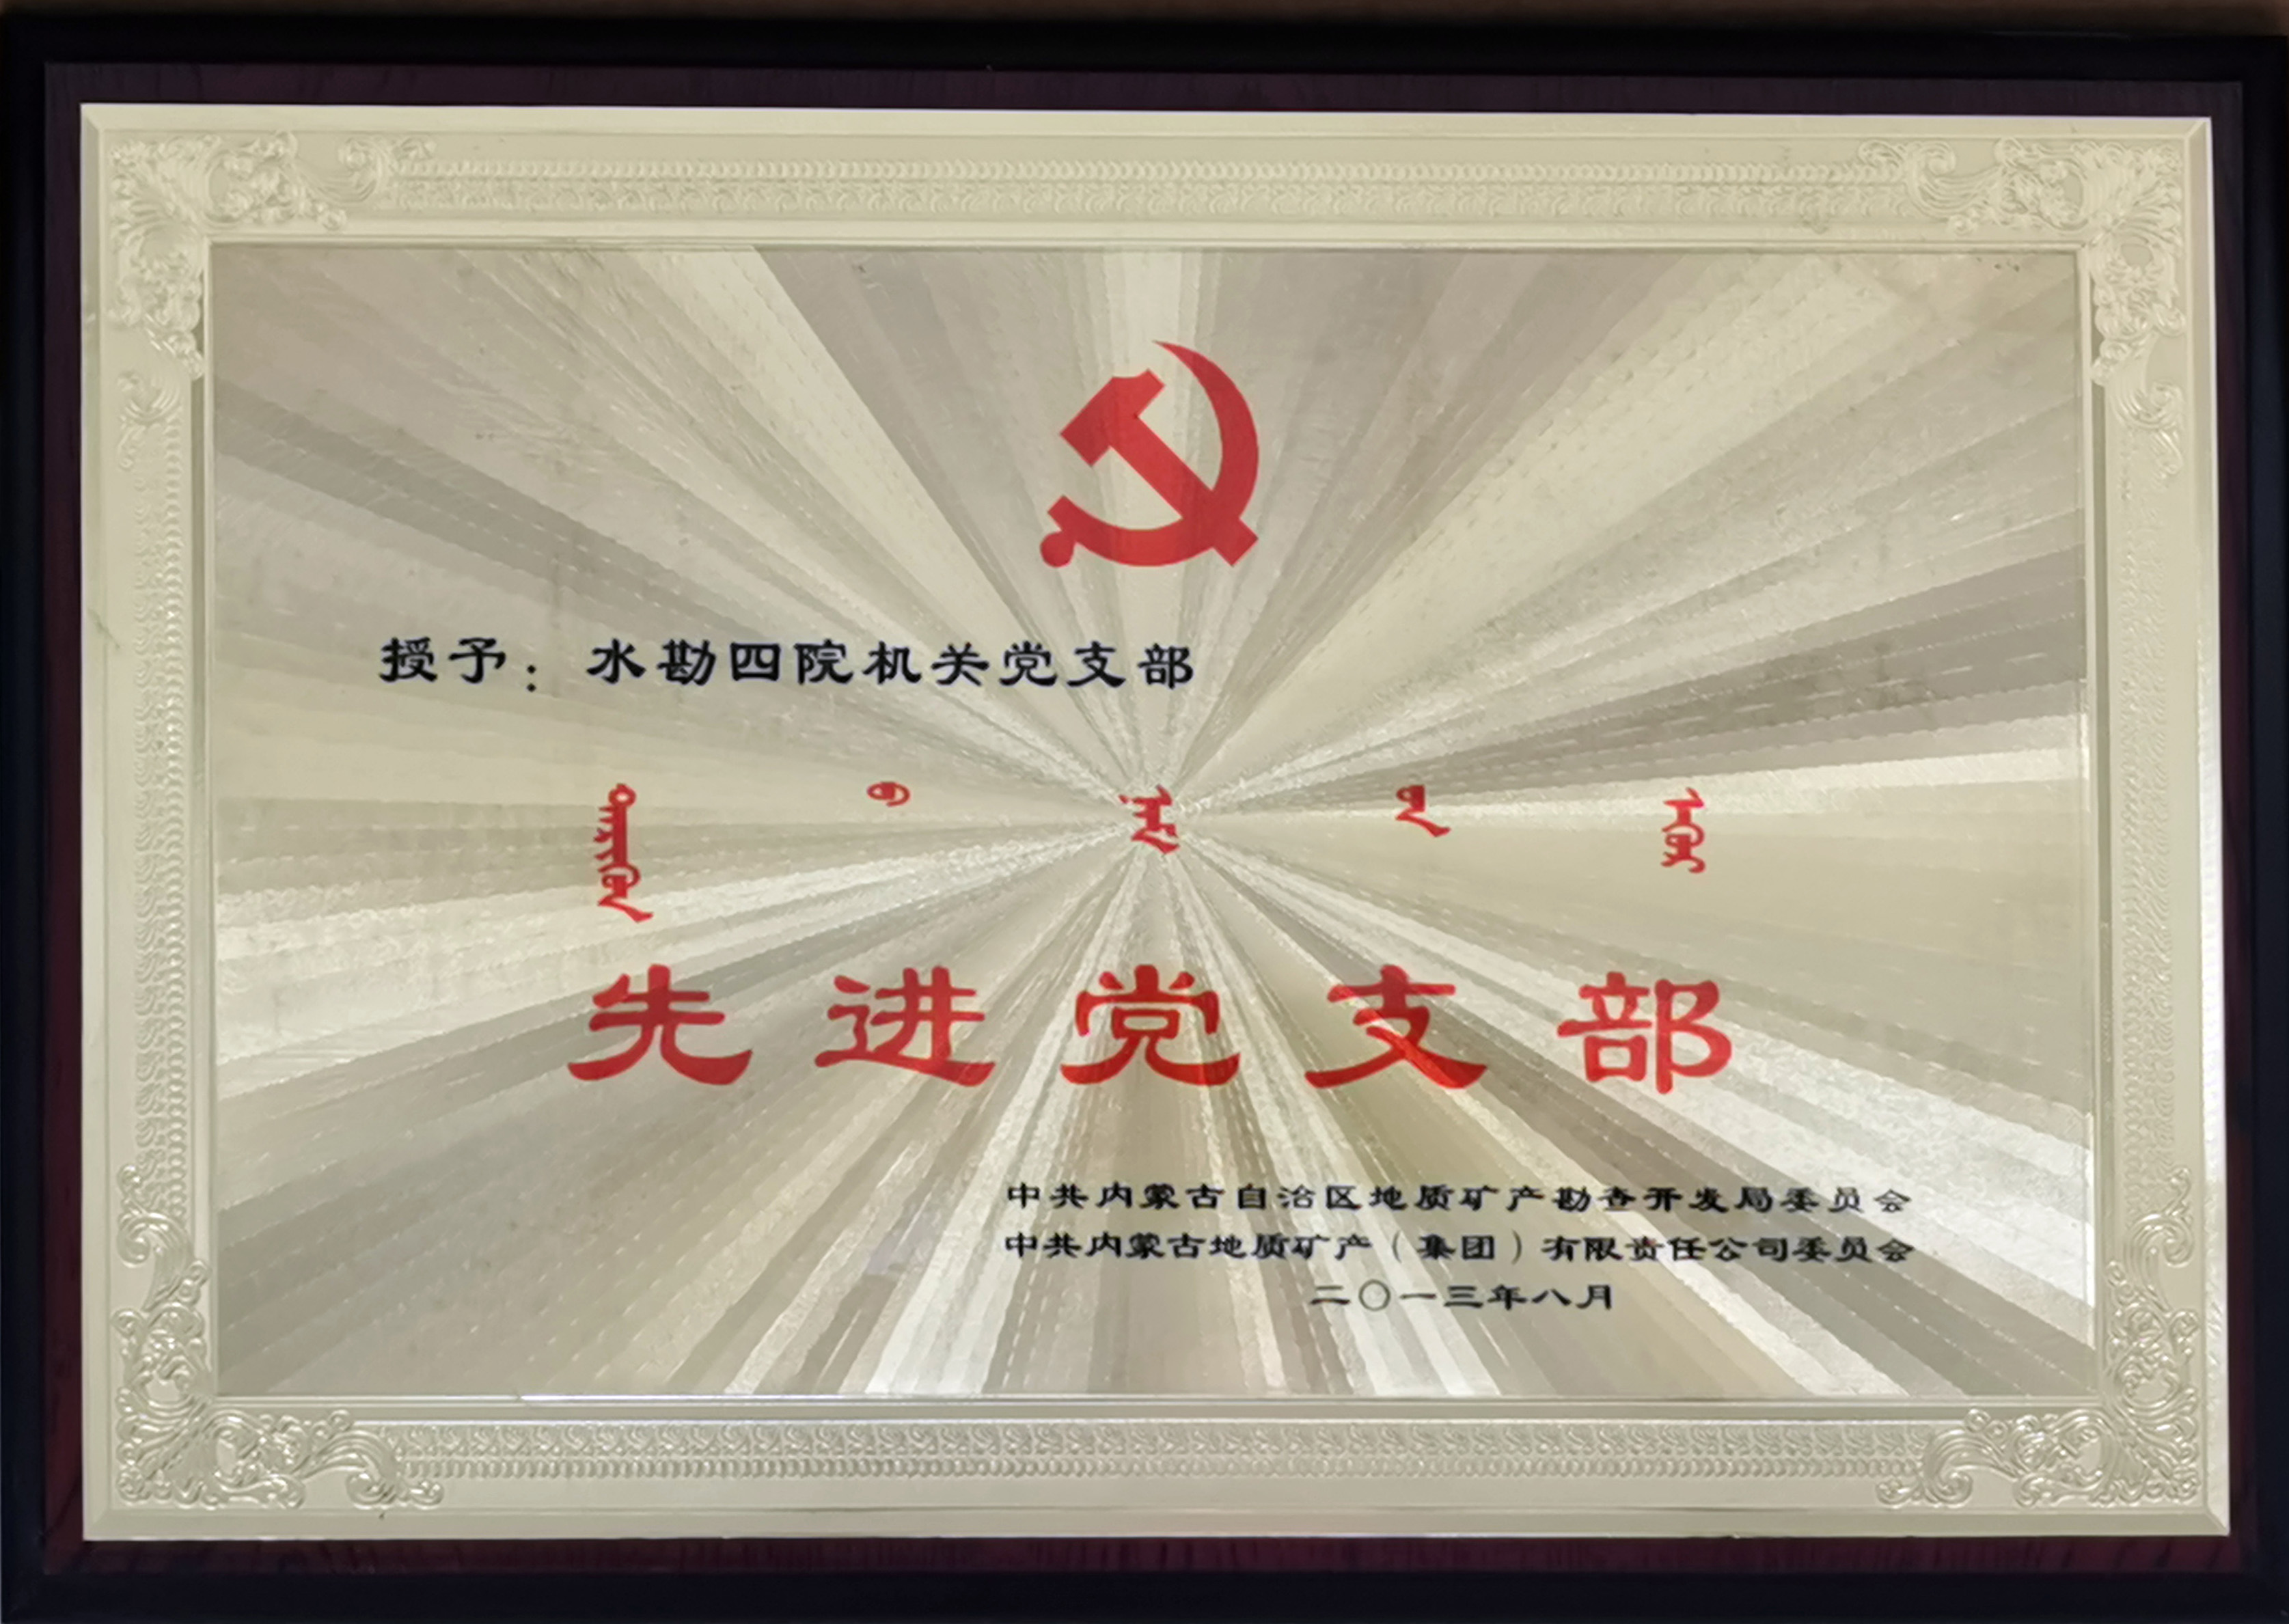 授予：水勘四院机关党支部
先进党支部
中共内蒙古自治区地质矿产勘查开发局委员会
中共内蒙古地质矿产（集团）有限责任公司委员会
二〇一三年八月